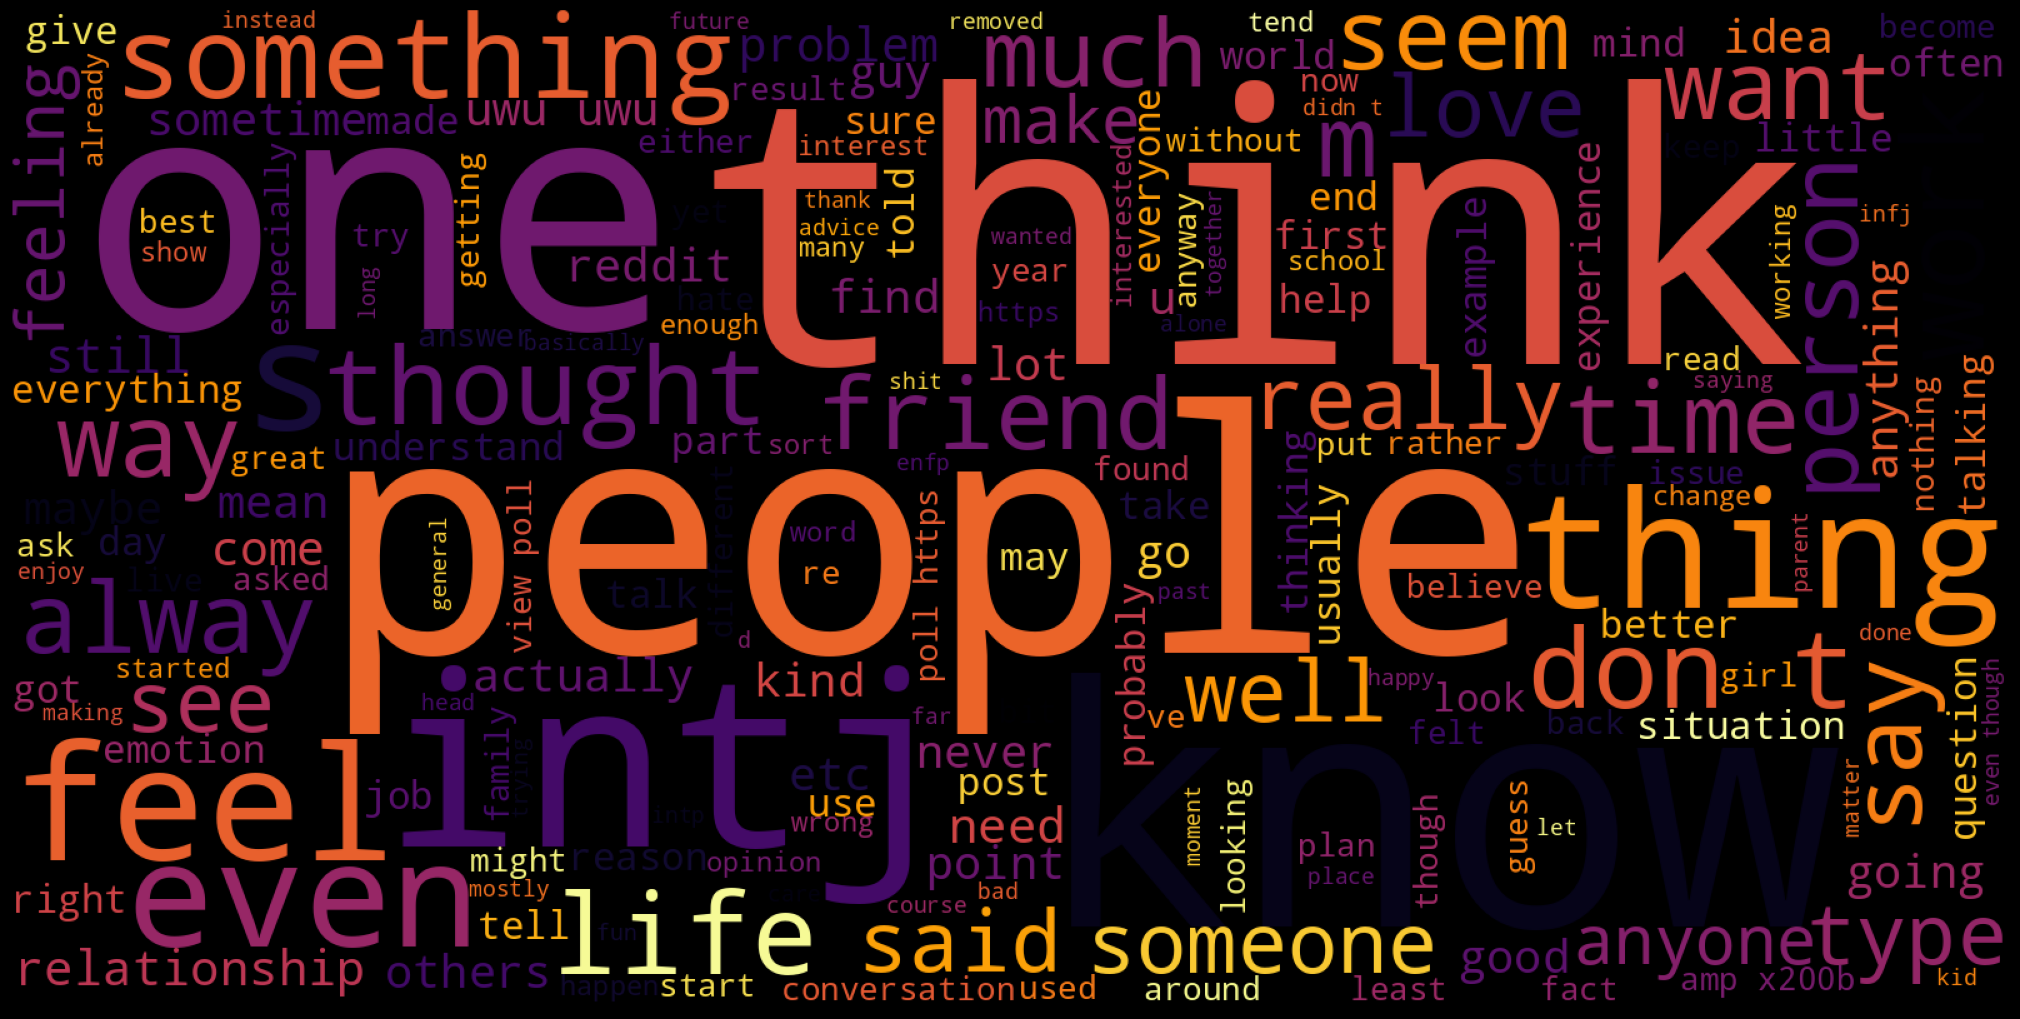 give
instead
something
future
problem
removed
much
tend
seem
mind
idea
become
often
feeling
already
sometime
made
uwu uwu
result
guy
world
now
didn t
love
want
either
interest
sure
make
everyone
without
m
little
keep
one
think
especially
best
show
try
long
getting
yet
reddit
hate
enough
thank
advice
many
told
find
wanted
year
https
interested
u
anyway
together
alone
end
first
school
help
example
experience
working
person
infj
anything
still
answer
basically
everything
s
thought
lot
shit
friend
really
read
saying
time
nothing
talking
way
great
understand
part
sort
enfp
found
thinking
put
rather
stuff
issue
change
thing
maybe
mean
people
ask
enjoy
day
live
come
asked
general
view poll
talk
different
word
re
d
poll https
may
take
go
past
probably
usually
believe
parent
better
done
alway
started
got
making
see
actually
kind
head
intj
far
never
ve
well
happy
look
felt
don t
girl
back
situation
say
question
even though
matter
emotion
feel
job
family
trying
etc
use
wrong
intp
post
need
point
know
moment
looking
plan
place
though
guess
let
right
even
might
mostly
reason
opinion
tell
fun
life
course
bad
said
someone
good
anyone
type
going
relationship
others
happen
start
conversation
used
around
least
fact
amp x200b
kid